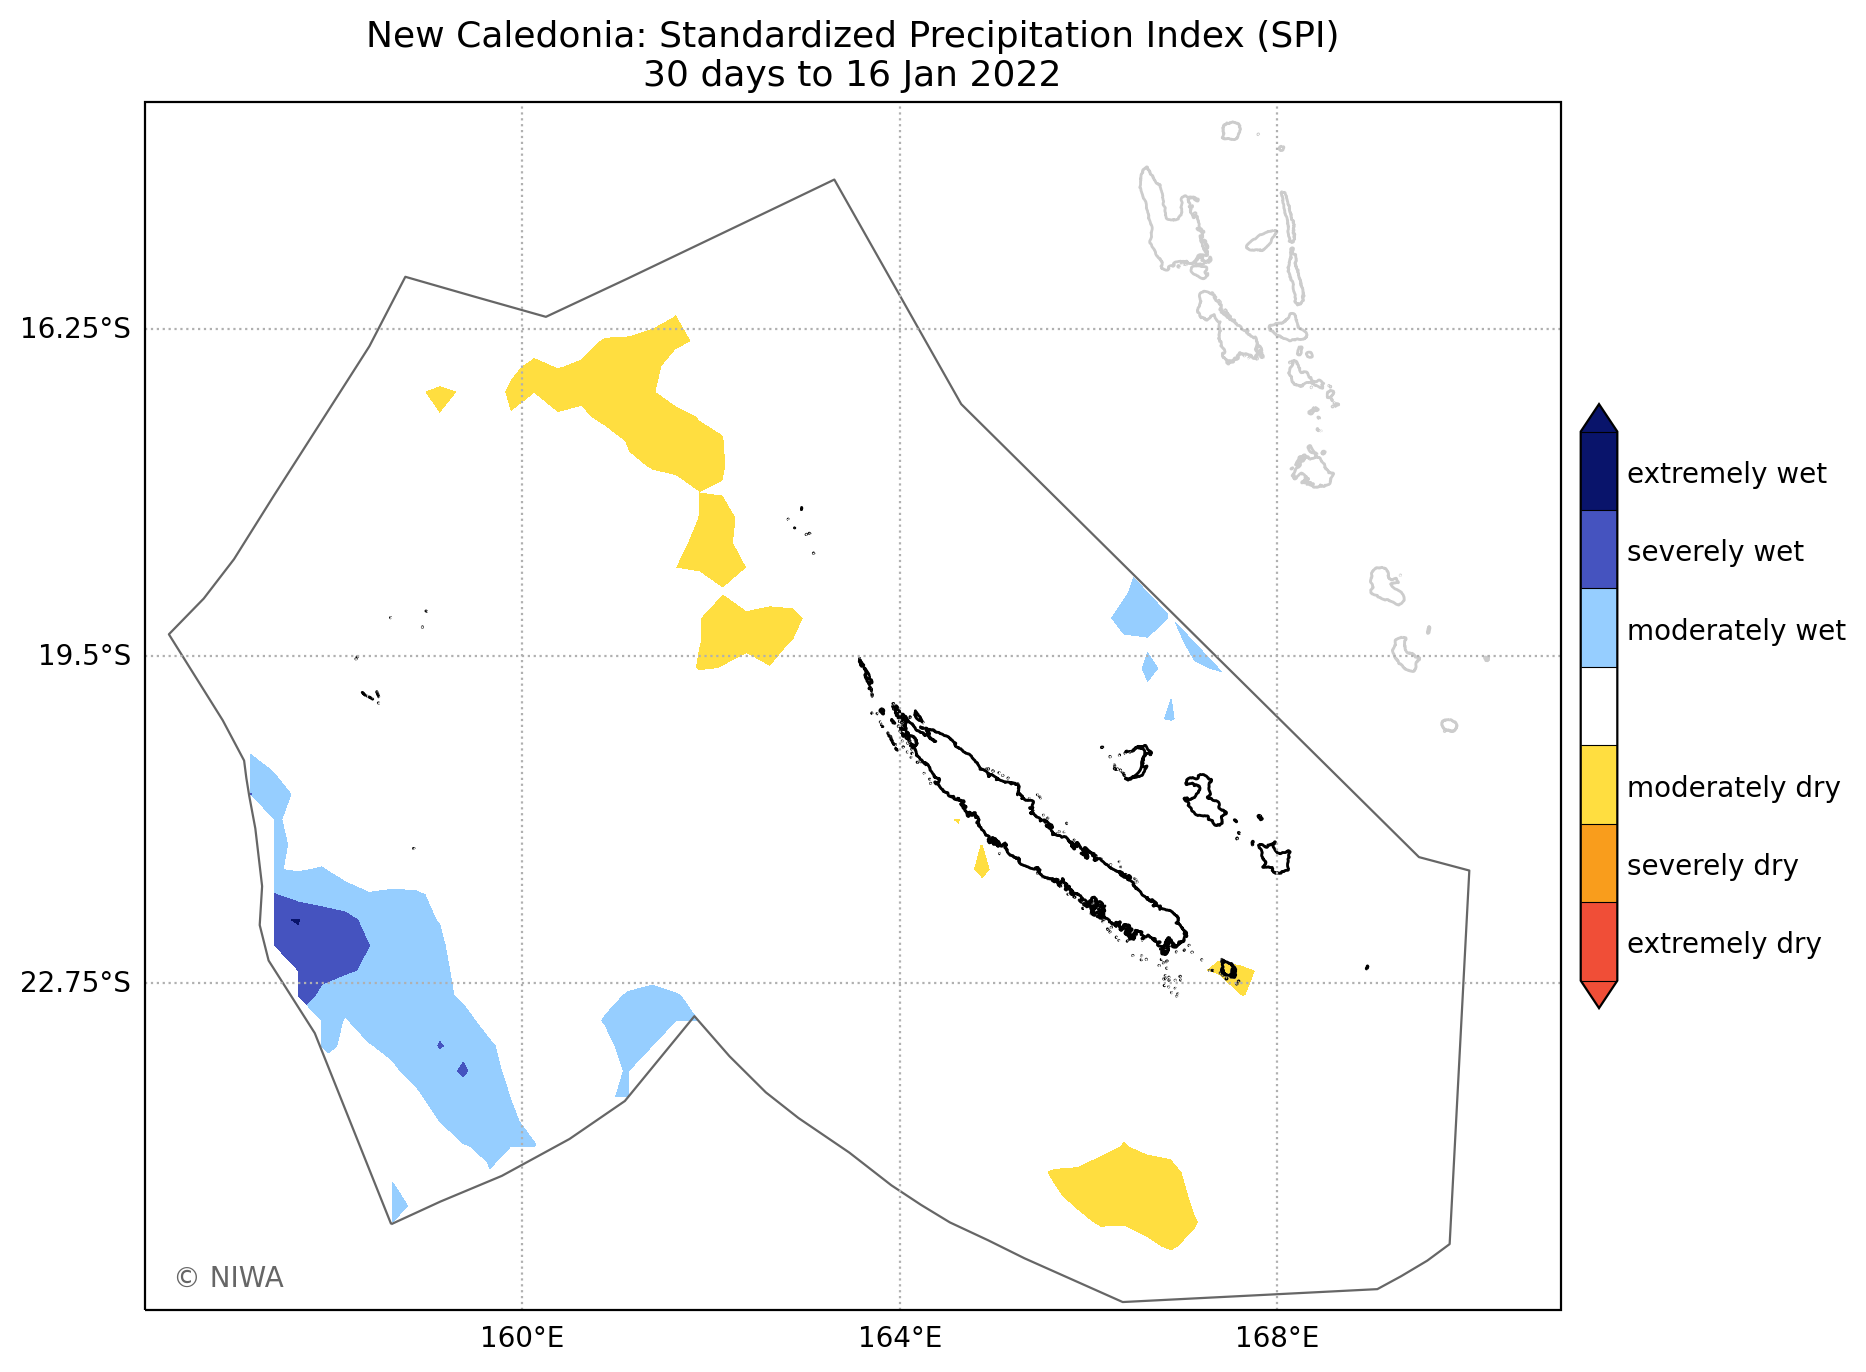 New Caledonia: Standardized Precipitation Index (SPI)
30 days to 16 Jan 2022
16.25°S
19.5°S
22.75°S
160°E
164°E
168°E
extremely wet
severely wet
moderately wet
moderately dry
severely dry
extremely dry
© NIWA